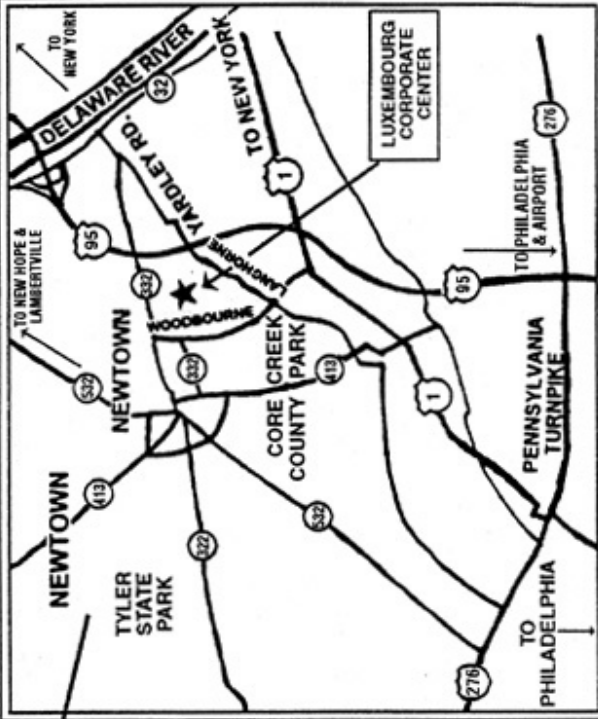 TO
NEW YORK
DELAWARE RIVER
32
TO NEW YORK
YARDLEY RD.
LANGHORNE
1
LUXEMBOURG
CORPORATE
CENTER
276
TO NEW HOPE &
LAMBERTVILLE
95
332
WOODBOURNE
TO PHILADELPHIA
& AIRPORT
95
532
NEWTOWN
332
CORE CREEK
COUNTY PARK
413
1
PENNSYLVANIA
TURNPIKE
NEWTOWN
413
TYLER
STATE
PARK
322
532
TO
PHILADELPHIA
276